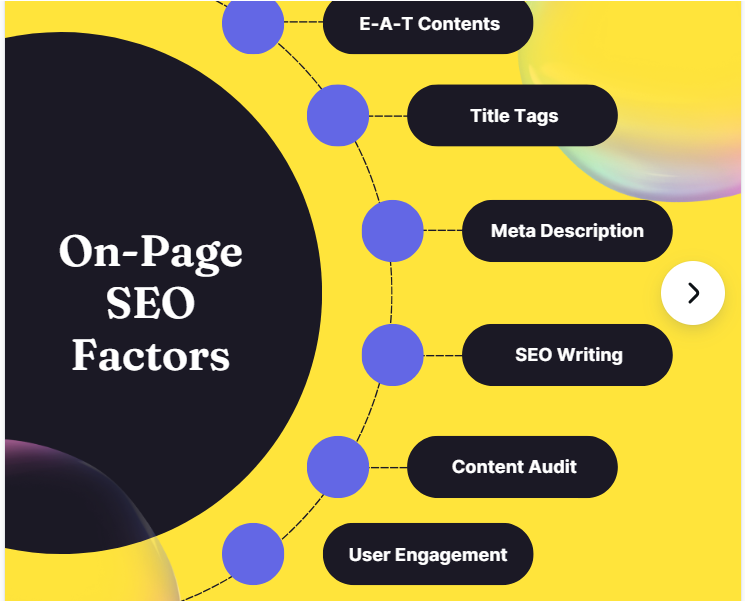 E-A-T Contents
Title Tags
Meta Description
On-Page
SEO
Factors
SEO Writing
Content Audit
User Engagement